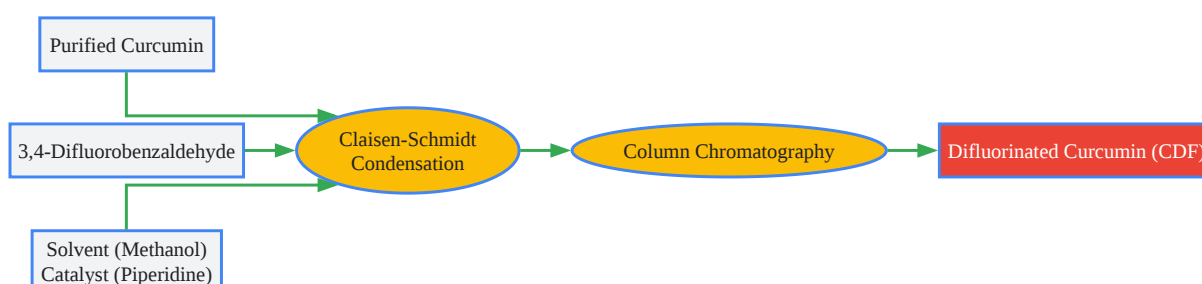 Purified Curcumin
3,4-Difluorobenzaldehyde
Solvent (Methanol)
Catalyst (Piperidine)
Claisen-Schmidt
Condensation
Column Chromatography
Difluorinated Curcumin (CDF)